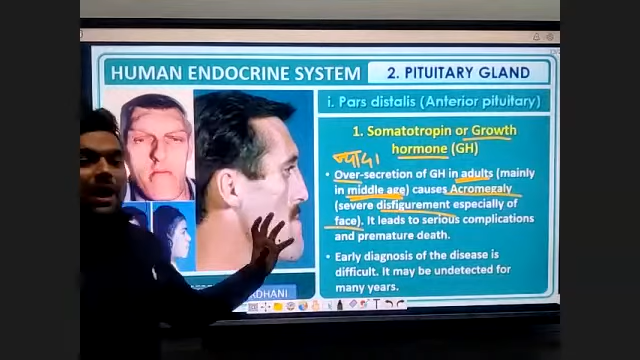 HUMAN ENDOCRINE SYSTEM
2. PITUITARY GLAND
i. Pars distalis (Anterior pituitary)
1. Somatotropin or Growth
hormone (GH)
ज्यादा
Over-secretion of GH in adults (mainly
in middle age) causes Acromegaly
(severe disfigurement especially of
face). It leads to serious complications
and premature death.
Early diagnosis of the disease is
difficult. It may be undetected for
many years.